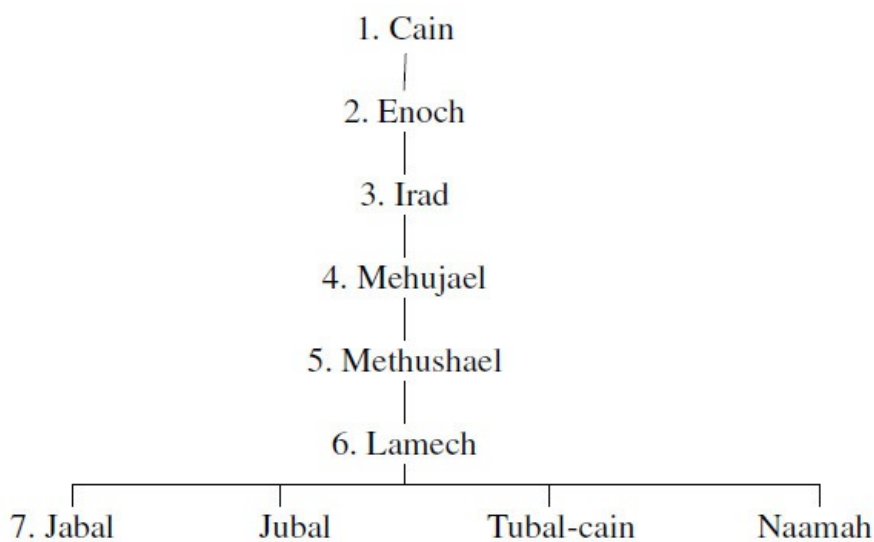 1. Cain
2. Enoch
3. Irad
4. Mehujael
5. Methushael
6. Lamech
7. Jabal Jubal Tubal-cain Naamah